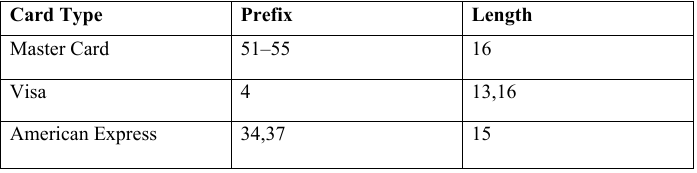 Card Type Prefix Length
Master Card 51–55 16
Visa 4 13,16
American Express 34,37 15